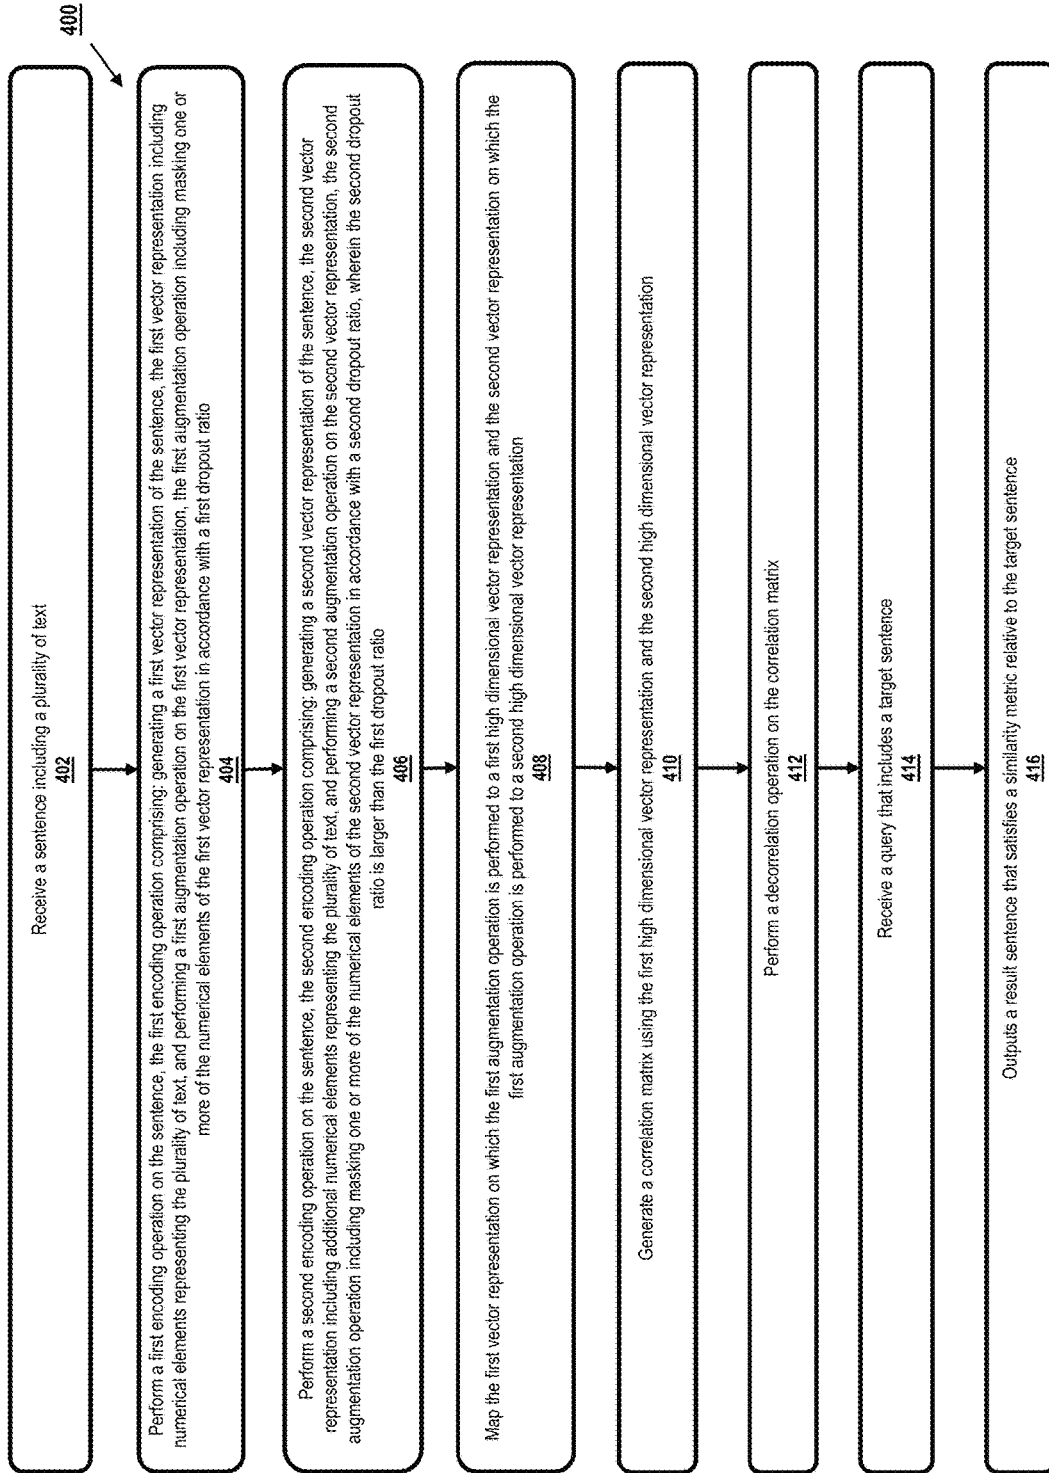 400
Receive a sentence including a plurality of text
402
Perform a first encoding operation on the sentence, the first encoding operation comprising: generating a first vector representation of the sentence, the first vector representation including
numerical elements representing the plurality of text, and performing a first augmentation operation on the first vector representation, the first augmentation operation including masking one or
more of the numerical elements of the first vector representation in accordance with a first dropout ratio
404
Perform a second encoding operation on the sentence, the second encoding operation comprising: generating a second vector representation of the sentence, the second vector
representation including additional numerical elements representing the plurality of text, and performing a second augmentation operation on the second vector representation, the second
augmentation operation including masking one or more of the numerical elements of the second vector representation in accordance with a second dropout ratio, wherein the second dropout
ratio is larger than the first dropout ratio
406
Map the first vector representation on which the first augmentation operation is performed to a first high dimensional vector representation and the second vector representation on which the
first augmentation operation is performed to a second high dimensional vector representation
408
Generate a correlation matrix using the first high dimensional vector representation and the second high dimensional vector representation
410
Perform a decorrelation operation on the correlation matrix
412
Receive a query that includes a target sentence
414
Outputs a result sentence that satisfies a similarity metric relative to the target sentence
416